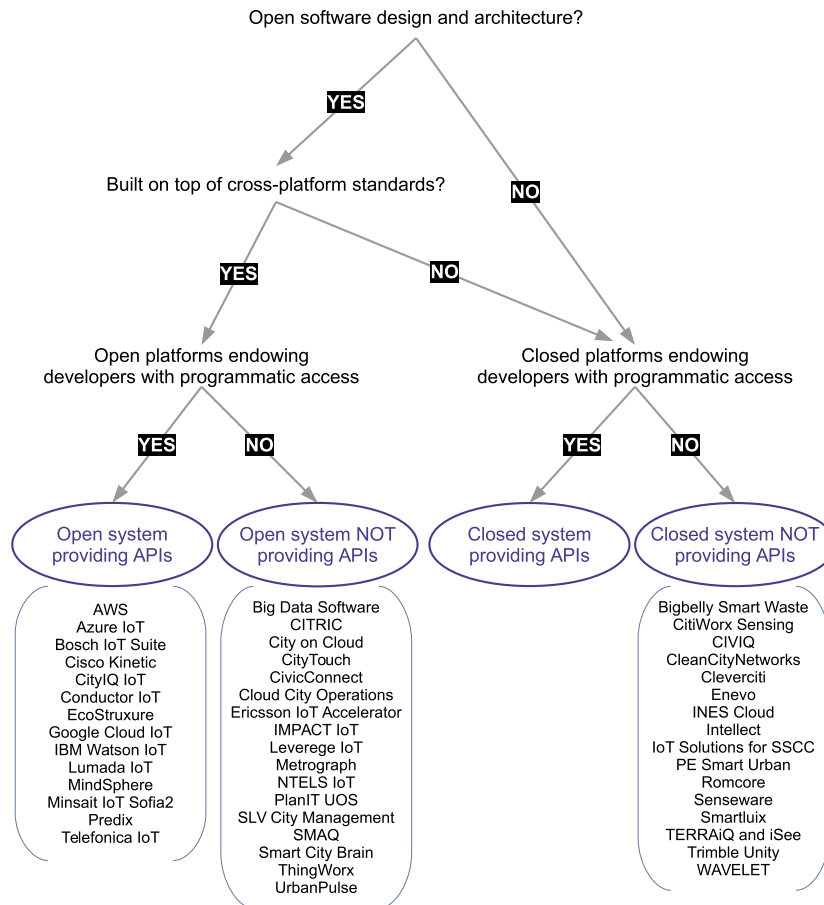 Open software design and architecture?
YES
NO
Built on top of cross-platform standards?
YES
NO
Open platforms endowing
developers with programmatic access
Closed platforms endowing
developers with programmatic access
YES
NO
YES
NO
Open system
providing APIs
Open system NOT
providing APIs
Closed system
providing APIs
Closed system NOT
providing APIs
AWS
Azure IoT
Bosch IoT Suite
Cisco Kinetic
CityIQ IoT
Conductor IoT
EcoStruxure
Google Cloud IoT
IBM Watson IoT
Lumada IoT
MindSphere
Minsait IoT Sofia2
Predix
Telefonica IoT
Big Data Software
CITRIC
City on Cloud
CityTouch
CivicConnect
Cloud City Operations
Ericsson IoT Accelerator
IMPACT IoT
Leverege IoT
Metrograph
NTELS IoT
PlanIT UOS
SLV City Management
SMAQ
Smart City Brain
ThingWorx
UrbanPulse
Bigbelly Smart Waste
CitiWorx Sensing
CIVIQ
CleanCityNetworks
Cleverciti
Enevo
INES Cloud
Intellect
IoT Solutions for SSCC
PE Smart Urban
Romcore
Senseware
Smartluix
TERRAiQ and iSee
Trimble Unity
WAVELET